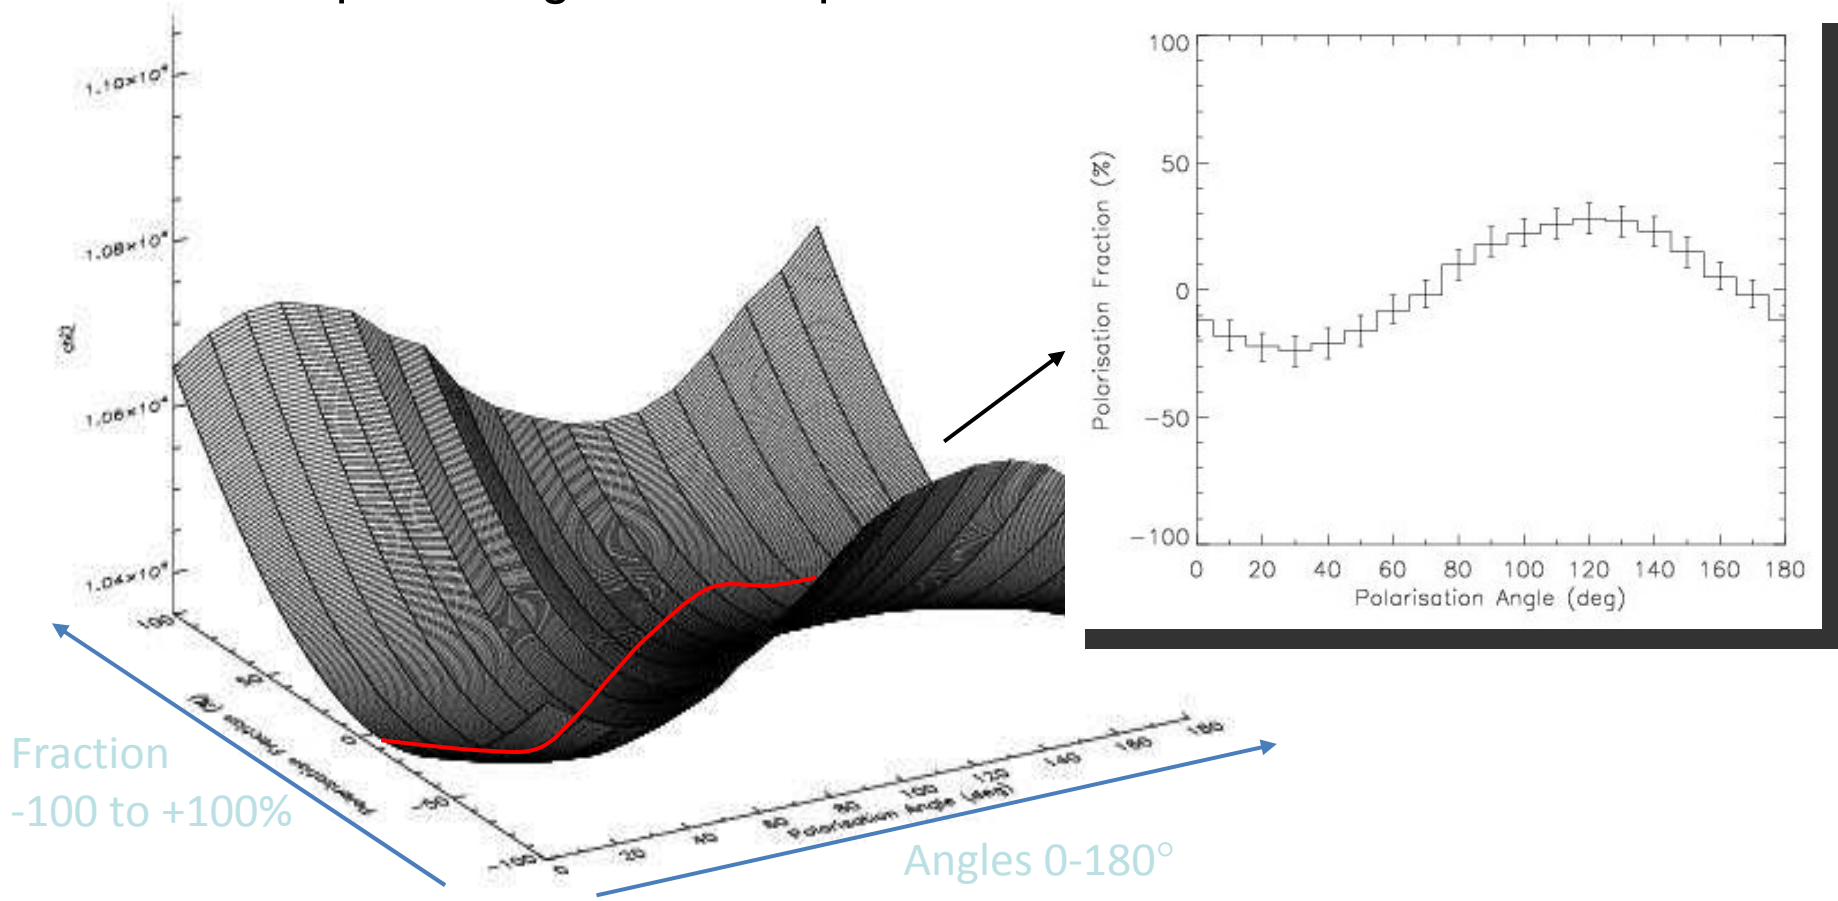 1.10×10⁴
1.08×10⁴
1.06×10⁴
1.04×10⁴
chi2
100
50
0
-50
-100
Polarisation Fraction (%)
0
20
40
60
80
100
120
140
160
180
Polarisation Angle (deg)
Fraction
-100 to +100%
Angles 0-180°
100
50
0
-50
-100
Polarisation Fraction (%)
0 20 40 60 80 100 120 140 160 180
Polarisation Angle (deg)